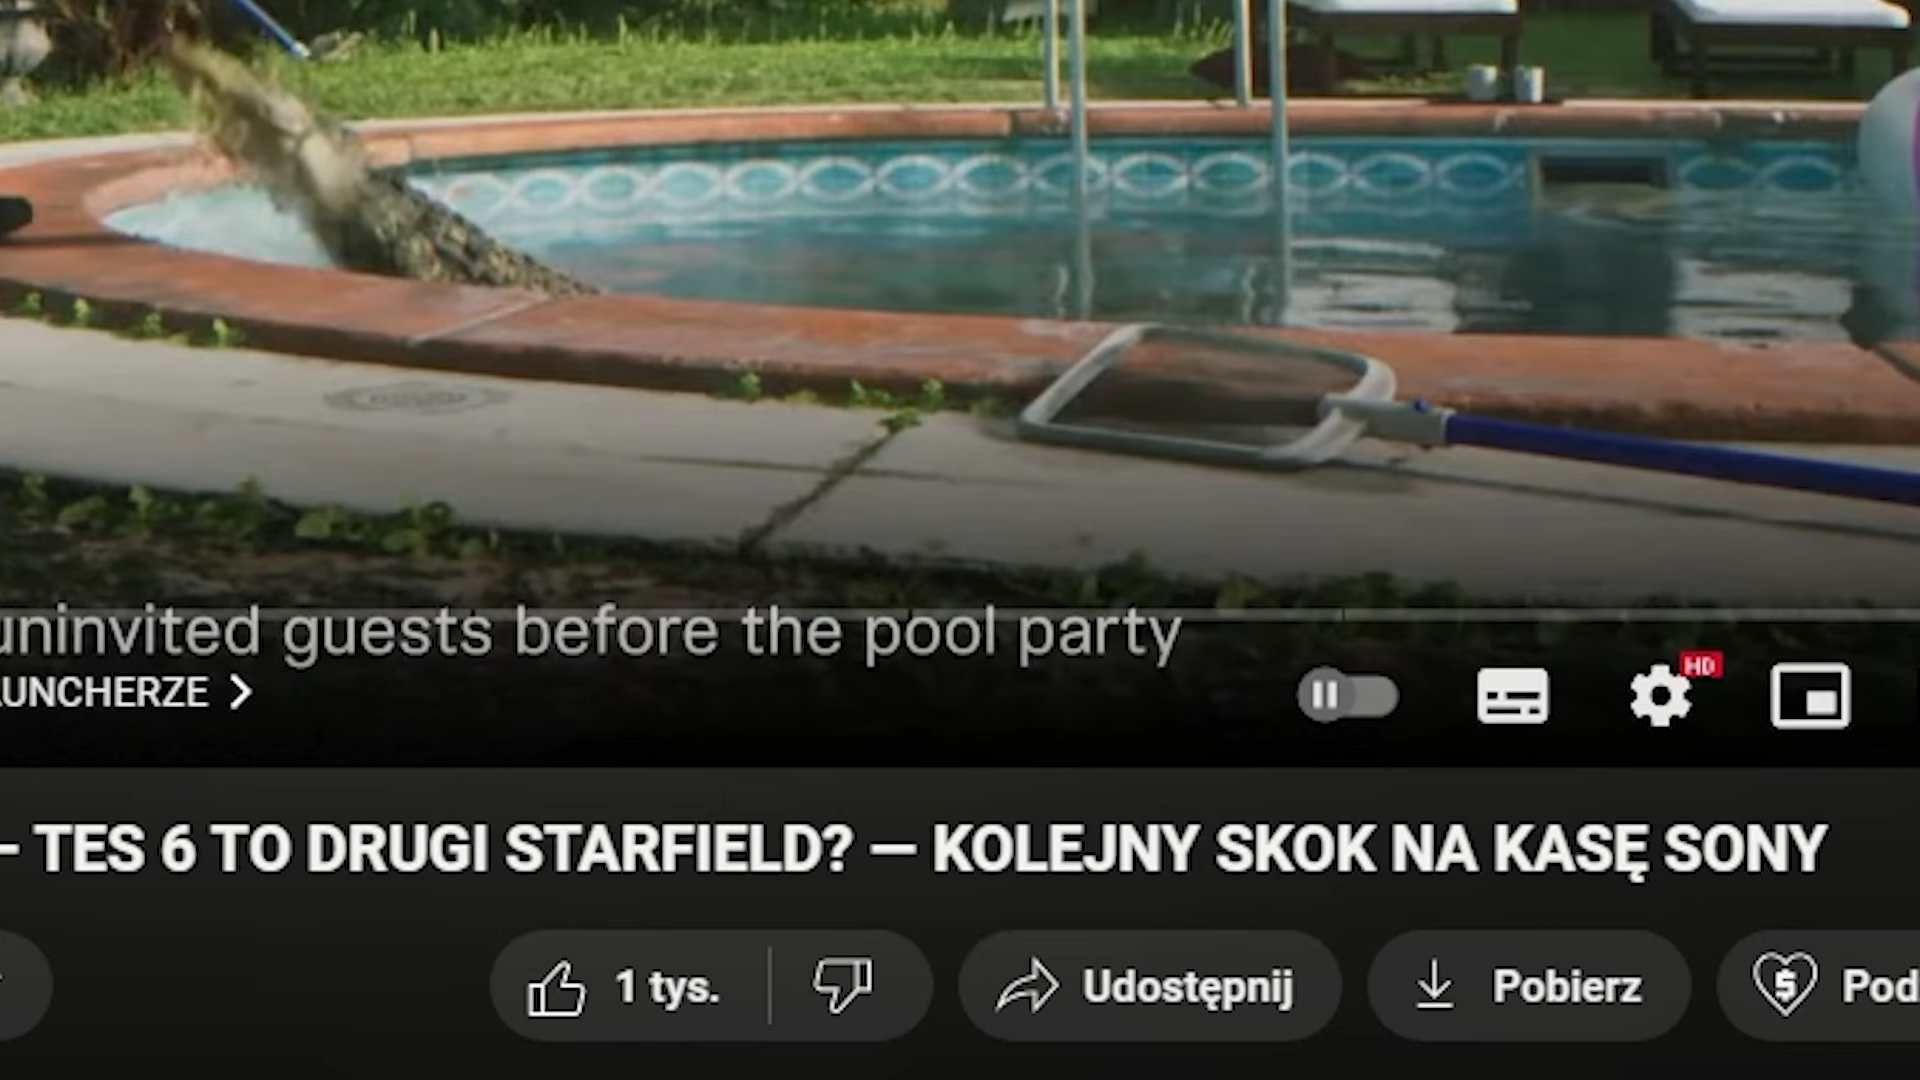 uninvited guests before the pool party
UNCHERZE
HD
– TES 6 TO DRUGI STARFIELD? — KOLEJNY SKOK NA KASĘ SONY
1 tys.
Udostępnij
Pobierz
$
Pod